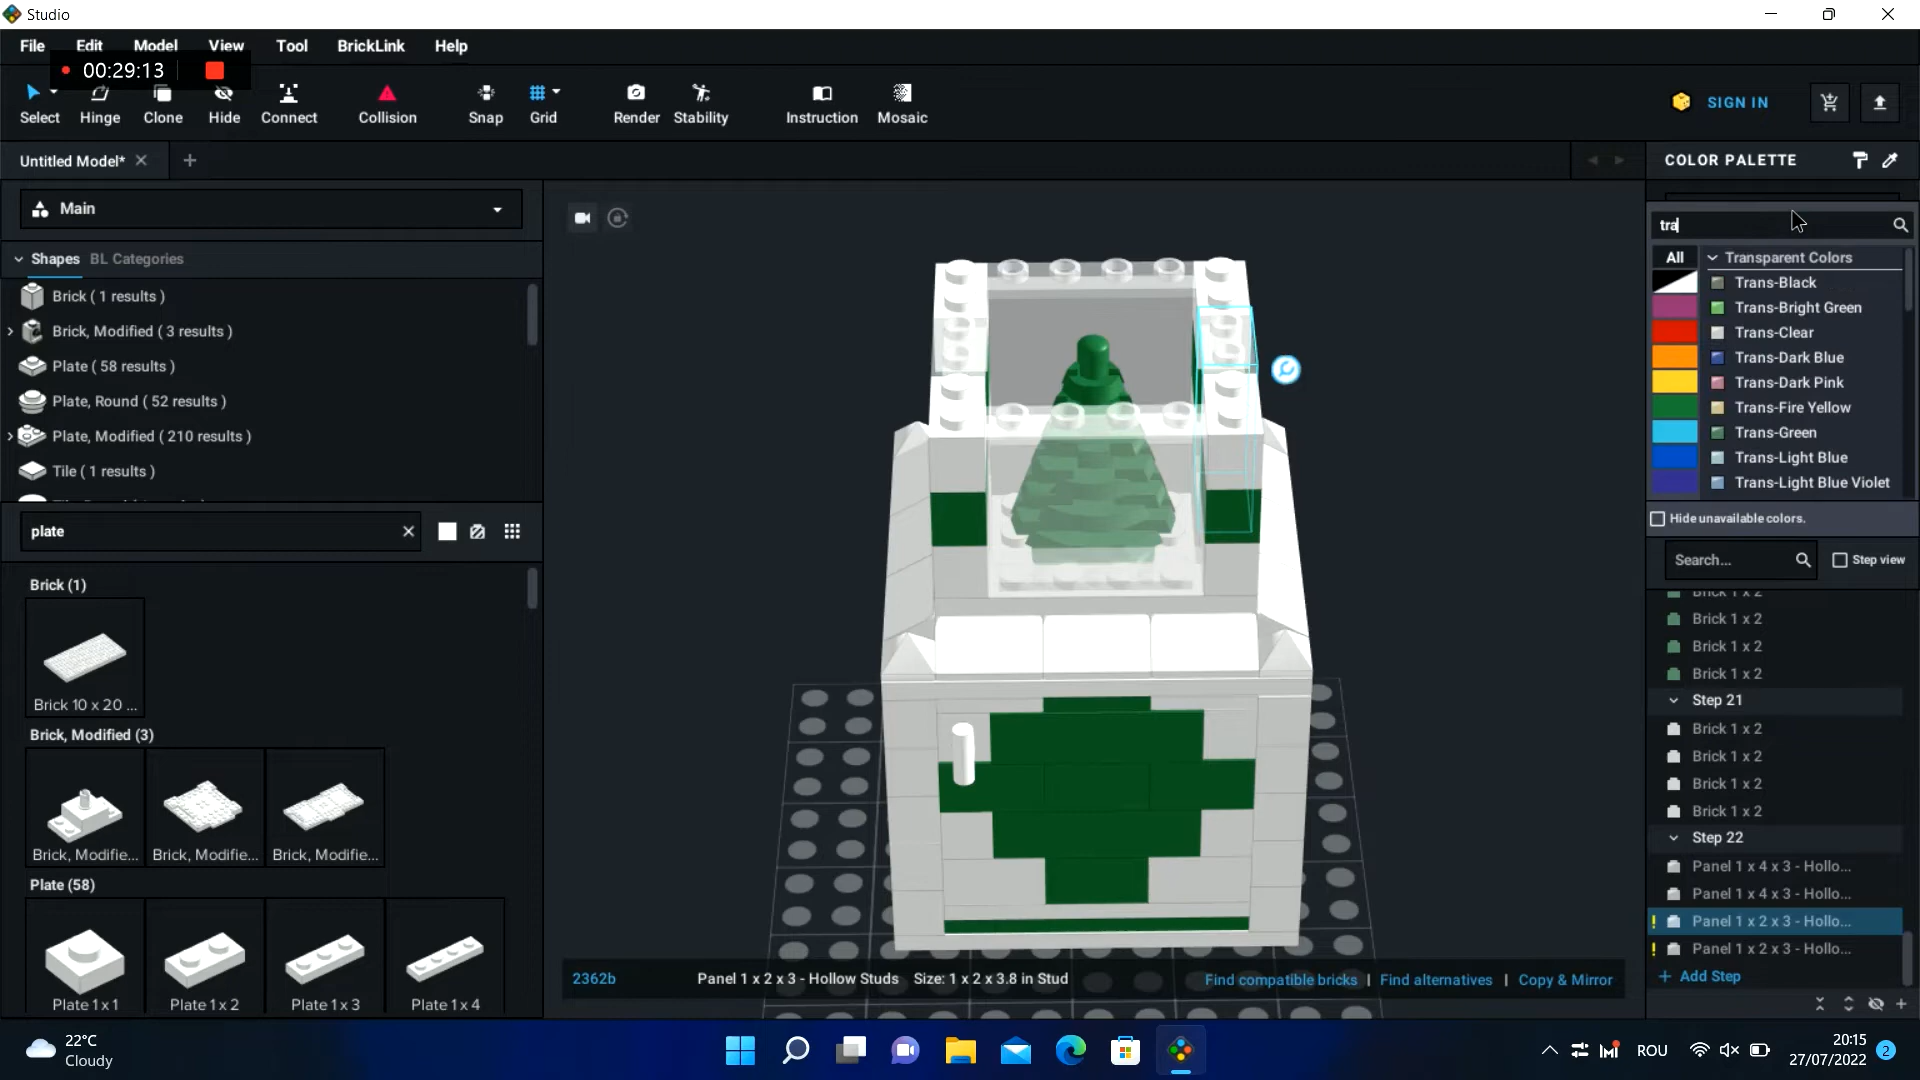 Studio
File Edit Model View Tool BrickLink Help
00:29:13
Select Hinge Clone Hide Connect Collision Snap Grid Render Stability Instruction Mosaic
SIGN IN
Untitled Model*
COLOR PALETTE
Main
tra
Shapes BL Categories
All Transparent Colors
Brick ( 1 results )
Trans-Black
Trans-Bright Green
Brick, Modified ( 3 results )
Trans-Clear
Plate ( 58 results )
Trans-Dark Blue
Trans-Dark Pink
Plate, Round ( 52 results )
Trans-Fire Yellow
Plate, Modified ( 210 results )
Trans-Green
Trans-Light Blue
Tile ( 1 results )
Trans-Light Blue Violet
Hide unavailable colors.
plate
Search... Step view
Brick (1)
Brick 1 x 2
Brick 1 x 2
Brick 1 x 2
Brick 1 x 2
Step 21
Brick 10 x 20 ...
Brick 1 x 2
Brick, Modified (3)
Brick 1 x 2
Brick 1 x 2
Brick 1 x 2
Step 22
Brick, Modifie... Brick, Modifie... Brick, Modifie...
Panel 1 x 4 x 3 - Hollo...
Plate (58)
Panel 1 x 4 x 3 - Hollo...
Panel 1 x 2 x 3 - Hollo...
Panel 1 x 2 x 3 - Hollo...
Add Step
2362b Panel 1 x 2 x 3 - Hollow Studs Size: 1 x 2 x 3.8 in Stud Find compatible bricks | Find alternatives | Copy & Mirror
Plate 1 x 1 Plate 1 x 2 Plate 1 x 3 Plate 1 x 4
22°C
Cloudy
ROU
20:15
27/07/2022
2